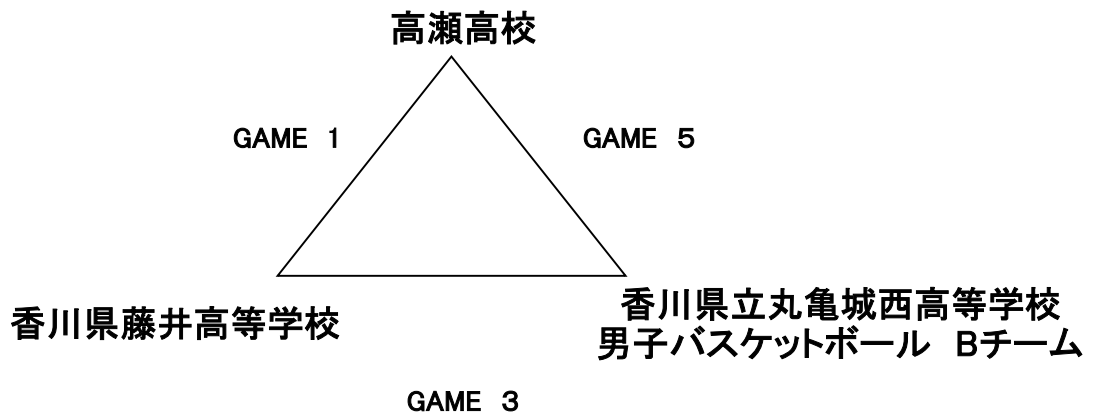 高瀬高校
GAME　1
GAME　5
香川県藤井高等学校
香川県立丸亀城西高等学校
男子バスケットボール　Bチーム
GAME　3